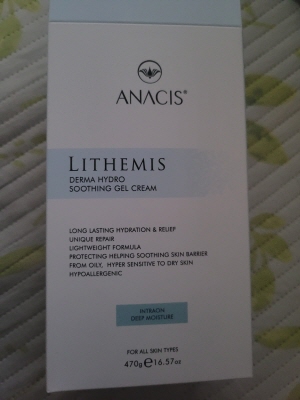 ANACIS®
LITHEMIS
DERMA HYDRO
SOOTHING GEL CREAM
LONG LASTING HYDRATION & RELIEF
UNIQUE REPAIR
LIGHTWEIGHT FORMULA
PROTECTING HELPING SOOTHING SKIN BARRIER
FROM OILY, HYPER SENSITIVE TO DRY SKIN
HYPOALLERGENIC
INTRAON
DEEP MOISTURE
FOR ALL SKIN TYPES
470g ℮ 16.57oz